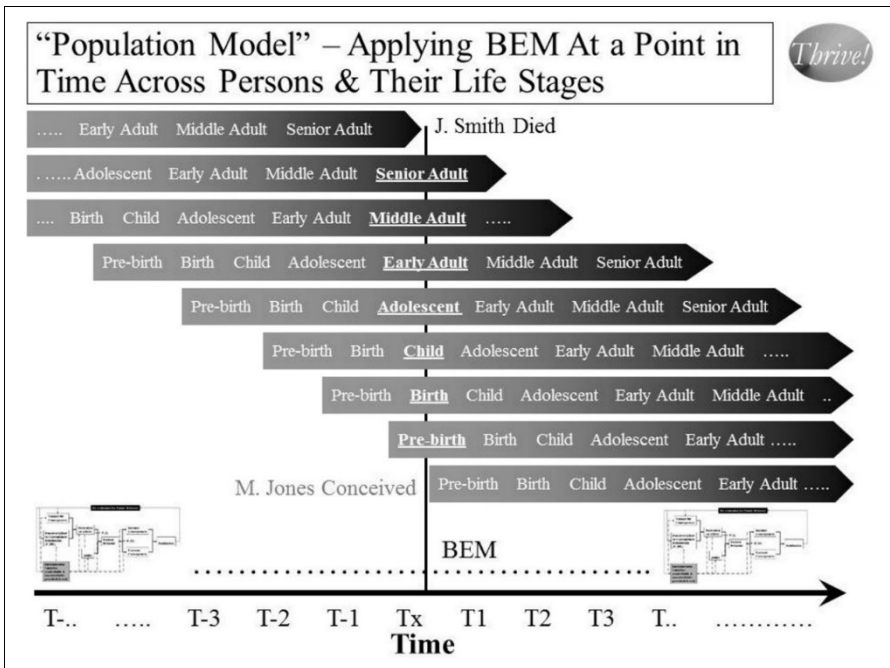 “Population Model” – Applying BEM At a Point in
Time Across Persons & Their Life Stages
Thrive!
….. Early Adult Middle Adult Senior Adult
J. Smith Died
. ….. Adolescent Early Adult Middle Adult Senior Adult
.... Birth Child Adolescent Early Adult Middle Adult …..
Pre-birth Birth Child Adolescent Early Adult Middle Adult Senior Adult
Pre-birth Birth Child Adolescent Early Adult Middle Adult Senior Adult
Pre-birth Birth Child Adolescent Early Adult Middle Adult …..
Pre-birth Birth Child Adolescent Early Adult Middle Adult ..
Pre-birth Birth Child Adolescent Early Adult …..
M. Jones Conceived
Pre-birth Birth Child Adolescent Early Adult …..
BEM
T-.. ….. T-3 T-2 T-1 Tx T1 T2 T3 T.. …………
Time